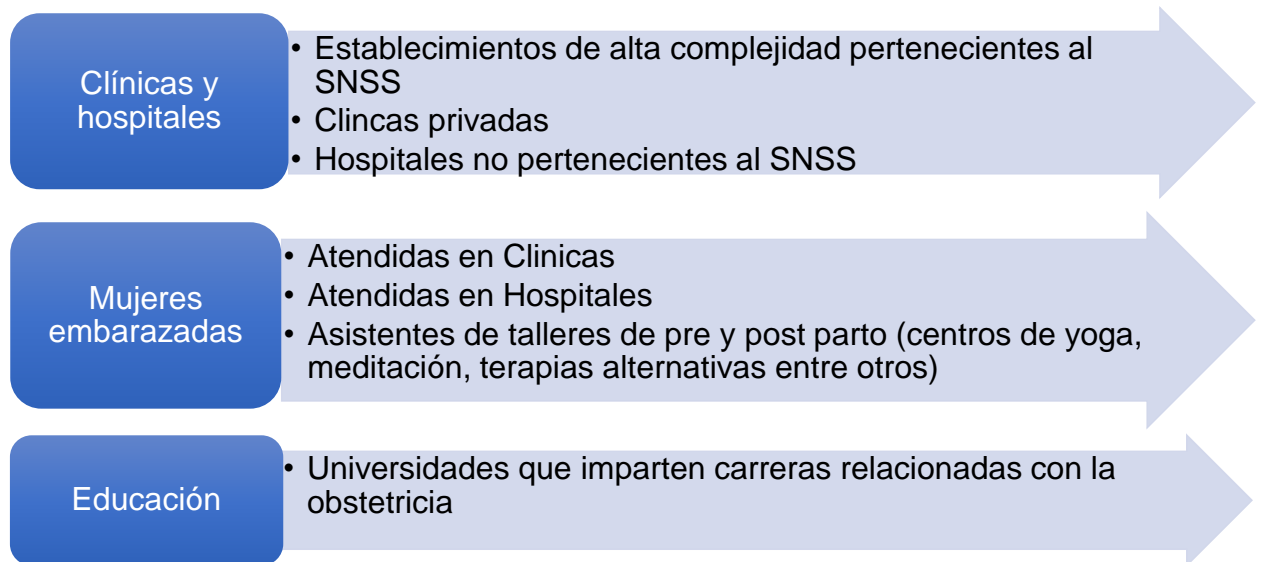 Clínicas y
hospitales
• Establecimientos de alta complejidad pertenecientes al
SNSS
• Clincas privadas
• Hospitales no pertenecientes al SNSS
Mujeres
embarazadas
• Atendidas en Clinicas
• Atendidas en Hospitales
• Asistentes de talleres de pre y post parto (centros de yoga,
meditación, terapias alternativas entre otros)
Educación
• Universidades que imparten carreras relacionadas con la
obstetricia